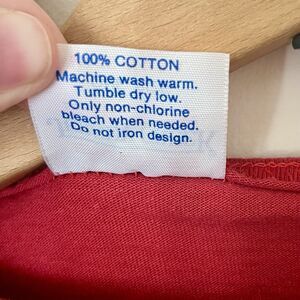 100% COTTON
Machine wash warm.
Tumble dry low.
Only non-chlorine
bleach when needed.
Do not iron design.